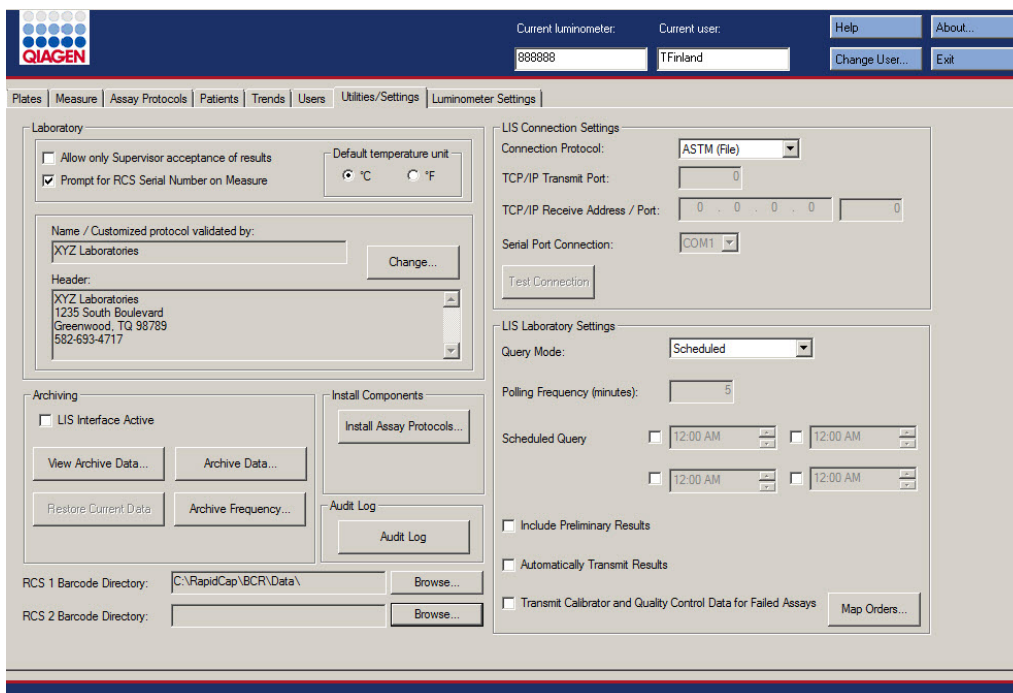 QIAGEN
Current luminometer:
Current user:
888888
TFinland
Help
About...
Change User...
Exit
Plates
Measure
Assay Protocols
Patients
Trends
Users
Utilities/Settings
Luminometer Settings
Laboratory
Allow only Supervisor acceptance of results
Prompt for RCS Serial Number on Measure
Default temperature unit
°C
°F
Name / Customized protocol validated by:
XYZ Laboratories
Change...
Header:
XYZ Laboratories
1235 South Boulevard
Greenwood, TQ 98789
582-693-4717
Archiving
LIS Interface Active
View Archive Data...
Archive Data...
Restore Current Data
Archive Frequency...
Install Components
Install Assay Protocols...
Audit Log
Audit Log
RCS 1 Barcode Directory:
C:\RapidCap\BCR\Data\
Browse...
RCS 2 Barcode Directory:
Browse...
LIS Connection Settings
Connection Protocol:
ASTM (File)
TCP/IP Transmit Port:
0
TCP/IP Receive Address / Port:
0 . 0 . 0 . 0
0
Serial Port Connection:
COM1
Test Connection
LIS Laboratory Settings
Query Mode:
Scheduled
Polling Frequency (minutes):
5
Scheduled Query
12:00 AM
12:00 AM
12:00 AM
12:00 AM
Include Preliminary Results
Automatically Transmit Results
Transmit Calibrator and Quality Control Data for Failed Assays
Map Orders...